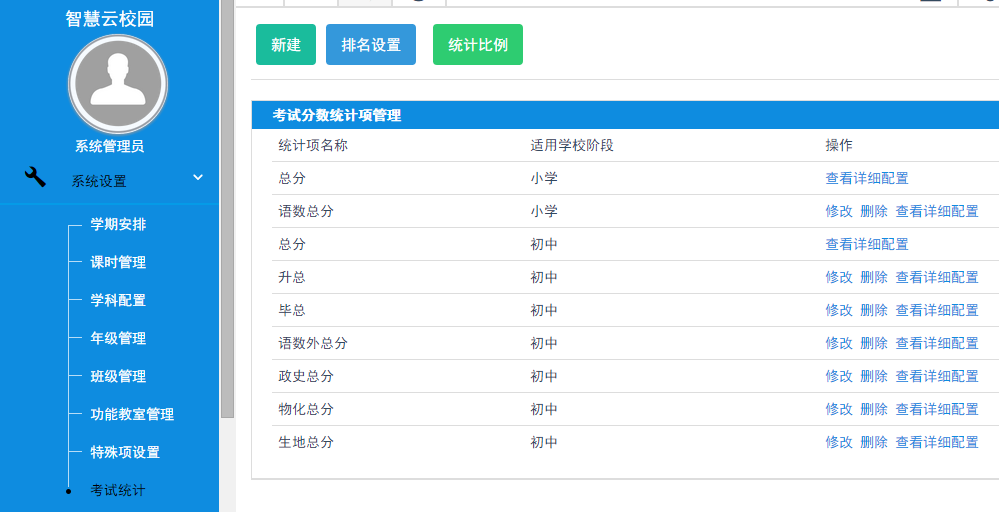 智慧云校园
系统管理员
系统设置
学期安排
课时管理
学科配置
年级管理
班级管理
功能教室管理
特殊项设置
考试统计
新建 排名设置 统计比例
考试分数统计项管理
统计项名称 适用学校阶段 操作
总分 小学 查看详细配置
语数总分 小学 修改 删除 查看详细配置
总分 初中 查看详细配置
升总 初中 修改 删除 查看详细配置
毕总 初中 修改 删除 查看详细配置
语数外总分 初中 修改 删除 查看详细配置
政史总分 初中 修改 删除 查看详细配置
物化总分 初中 修改 删除 查看详细配置
生地总分 初中 修改 删除 查看详细配置